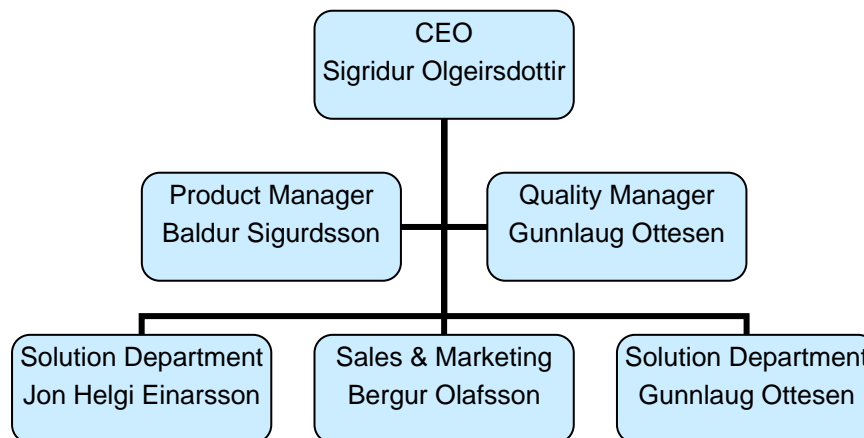 CEO
Sigridur Olgeirsdottir
Product Manager
Baldur Sigurdsson
Quality Manager
Gunnlaug Ottesen
Solution Department
Jon Helgi Einarsson
Sales & Marketing
Bergur Olafsson
Solution Department
Gunnlaug Ottesen